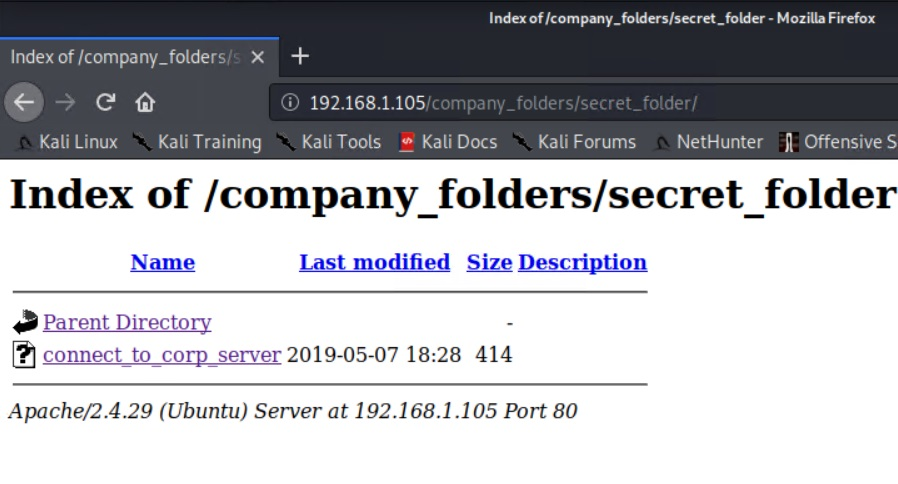 Index of /company_folders/secret_folder - Mozilla Firefox
Index of /company_folders/s
192.168.1.105/company_folders/secret_folder/
Kali Linux Kali Training Kali Tools Kali Docs Kali Forums NetHunter Offensive S
Index of /company_folders/secret_folder
Name Last modified Size Description
Parent Directory -
connect_to_corp_server 2019-05-07 18:28 414
Apache/2.4.29 (Ubuntu) Server at 192.168.1.105 Port 80